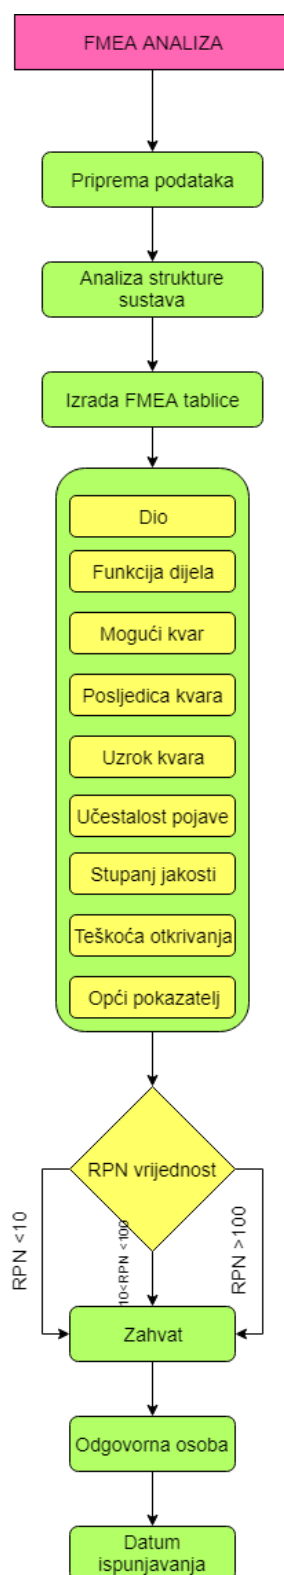 FMEA ANALIZA
Priprema podataka
Analiza strukture
sustava
Izrada FMEA tablice
Dio
Funkcija dijela
Mogući kvar
Posljedica kvara
Uzrok kvara
Učestalost pojave
Stupanj jakosti
Teškoća otkrivanja
Opći pokazatelj
RPN vrijednost
RPN <10
10<RPN <100
RPN >100
Zahvat
Odgovorna osoba
Datum
ispunjavanja